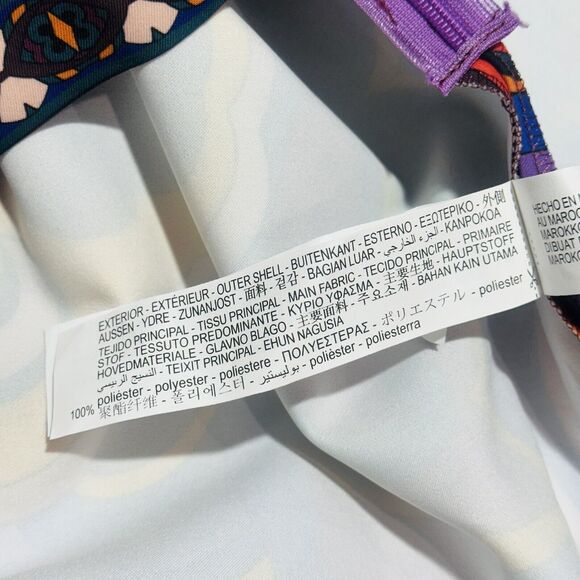 EXTERIOR - EXTÉRIEUR - OUTER SHELL - BUITENKANT - ESTERNO - ΕΞΩΤΕΡΙΚΟ - 外側
AUSSEN - YDRE - ZUNANJOST - 面料 - 겉감 - BAGIAN LUAR - الجزء الخارجي - KANPOKOA
TEJIDO PRINCIPAL - TISSU PRINCIPAL - MAIN FABRIC - TECIDO PRINCIPAL - PRIMAIRE
STOF - TESSUTO PREDOMINANTE - ΚΥΡΙΟ ΥΦΑΣΜΑ - 主要生地 - HAUPTSTOFF
HOVEDMATERIALE - GLAVNO BLAGO - 主要面料 - 주요소재 - BAHAN KAIN UTAMA
النسيج الرئيسي - TEIXIT PRINCIPAL - EHUN NAGUSIA
100% poliéster - polyester - poliestere - ΠΟΛΥΕΣΤΕΡΑΣ - ポリエステル - poliester
聚酯纤维 - 폴리에스터 - بوليستير - polièster - poliesterra
HECHO EN
AU MAROC
MAROKKO
DIBUAT
MAROK